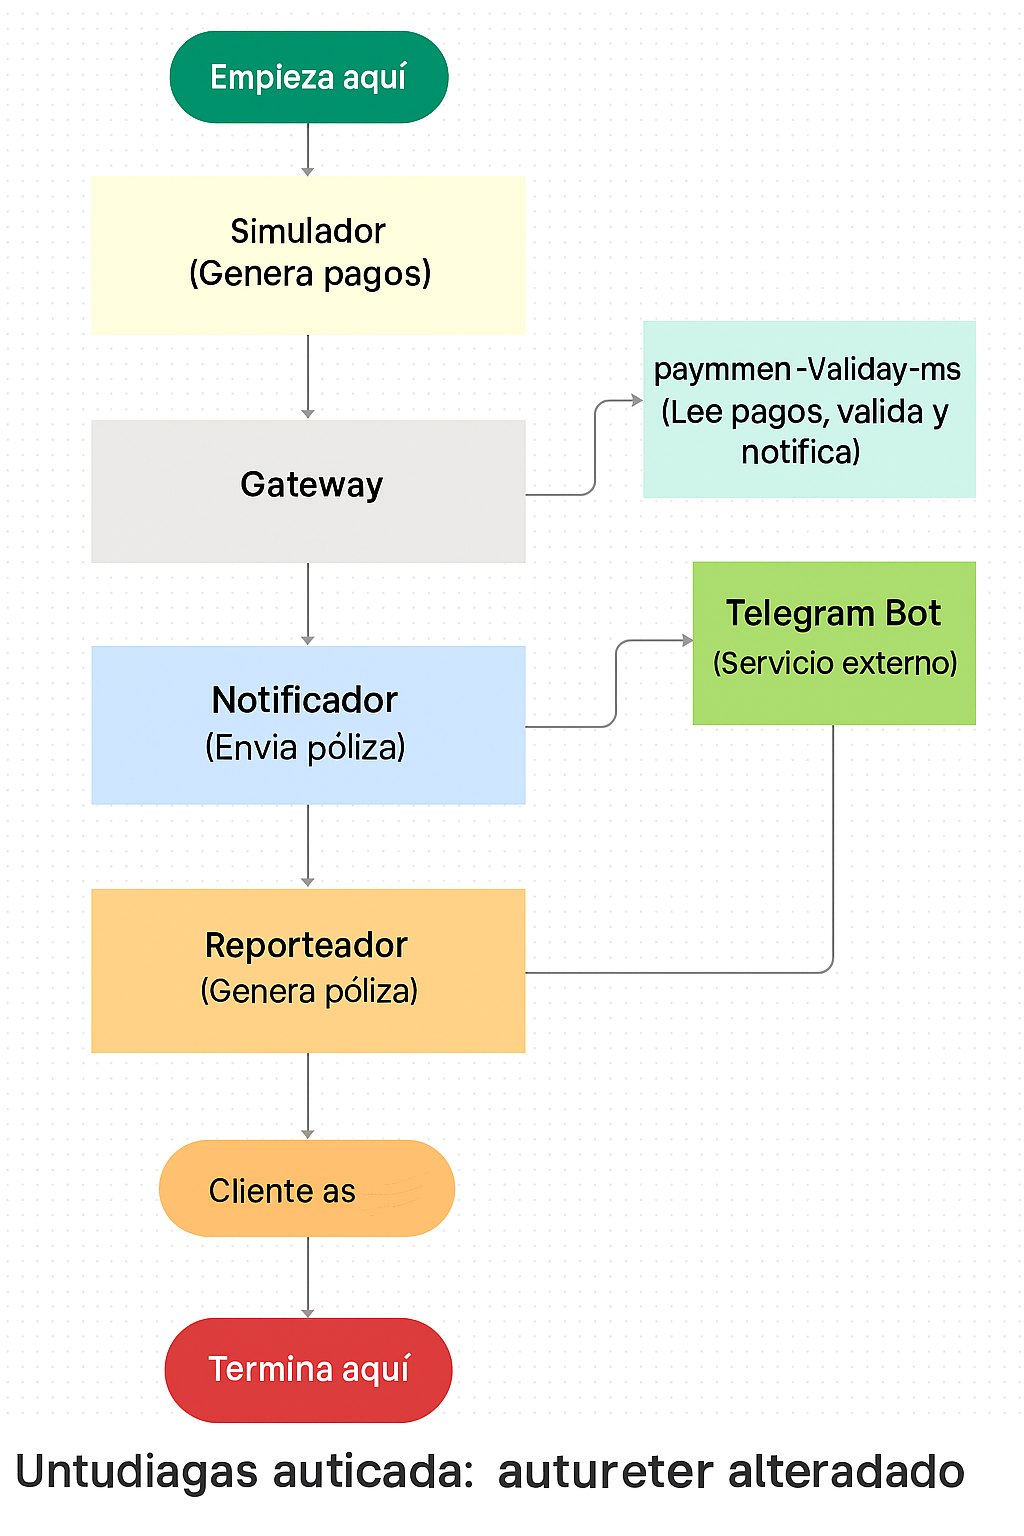 Empieza aquí
Simulador
(Genera pagos)
paymmen-Validay-ms
(Lee pagos, valida y
notifica)
Gateway
Telegram Bot
(Servicio externo)
Notificador
(Envia póliza)
Reporteador
(Genera póliza)
Cliente as
Termina aquí
Untudiagas auticada: autureter alteradado